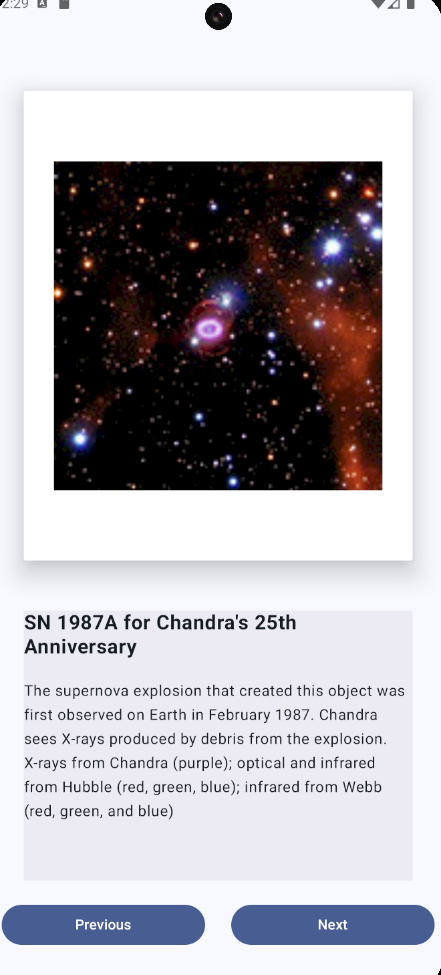 2:29
SN 1987A for Chandra's 25th
Anniversary
The supernova explosion that created this object was
first observed on Earth in February 1987. Chandra
sees X-rays produced by debris from the explosion.
X-rays from Chandra (purple); optical and infrared
from Hubble (red, green, blue); infrared from Webb
(red, green, and blue)
Previous
Next